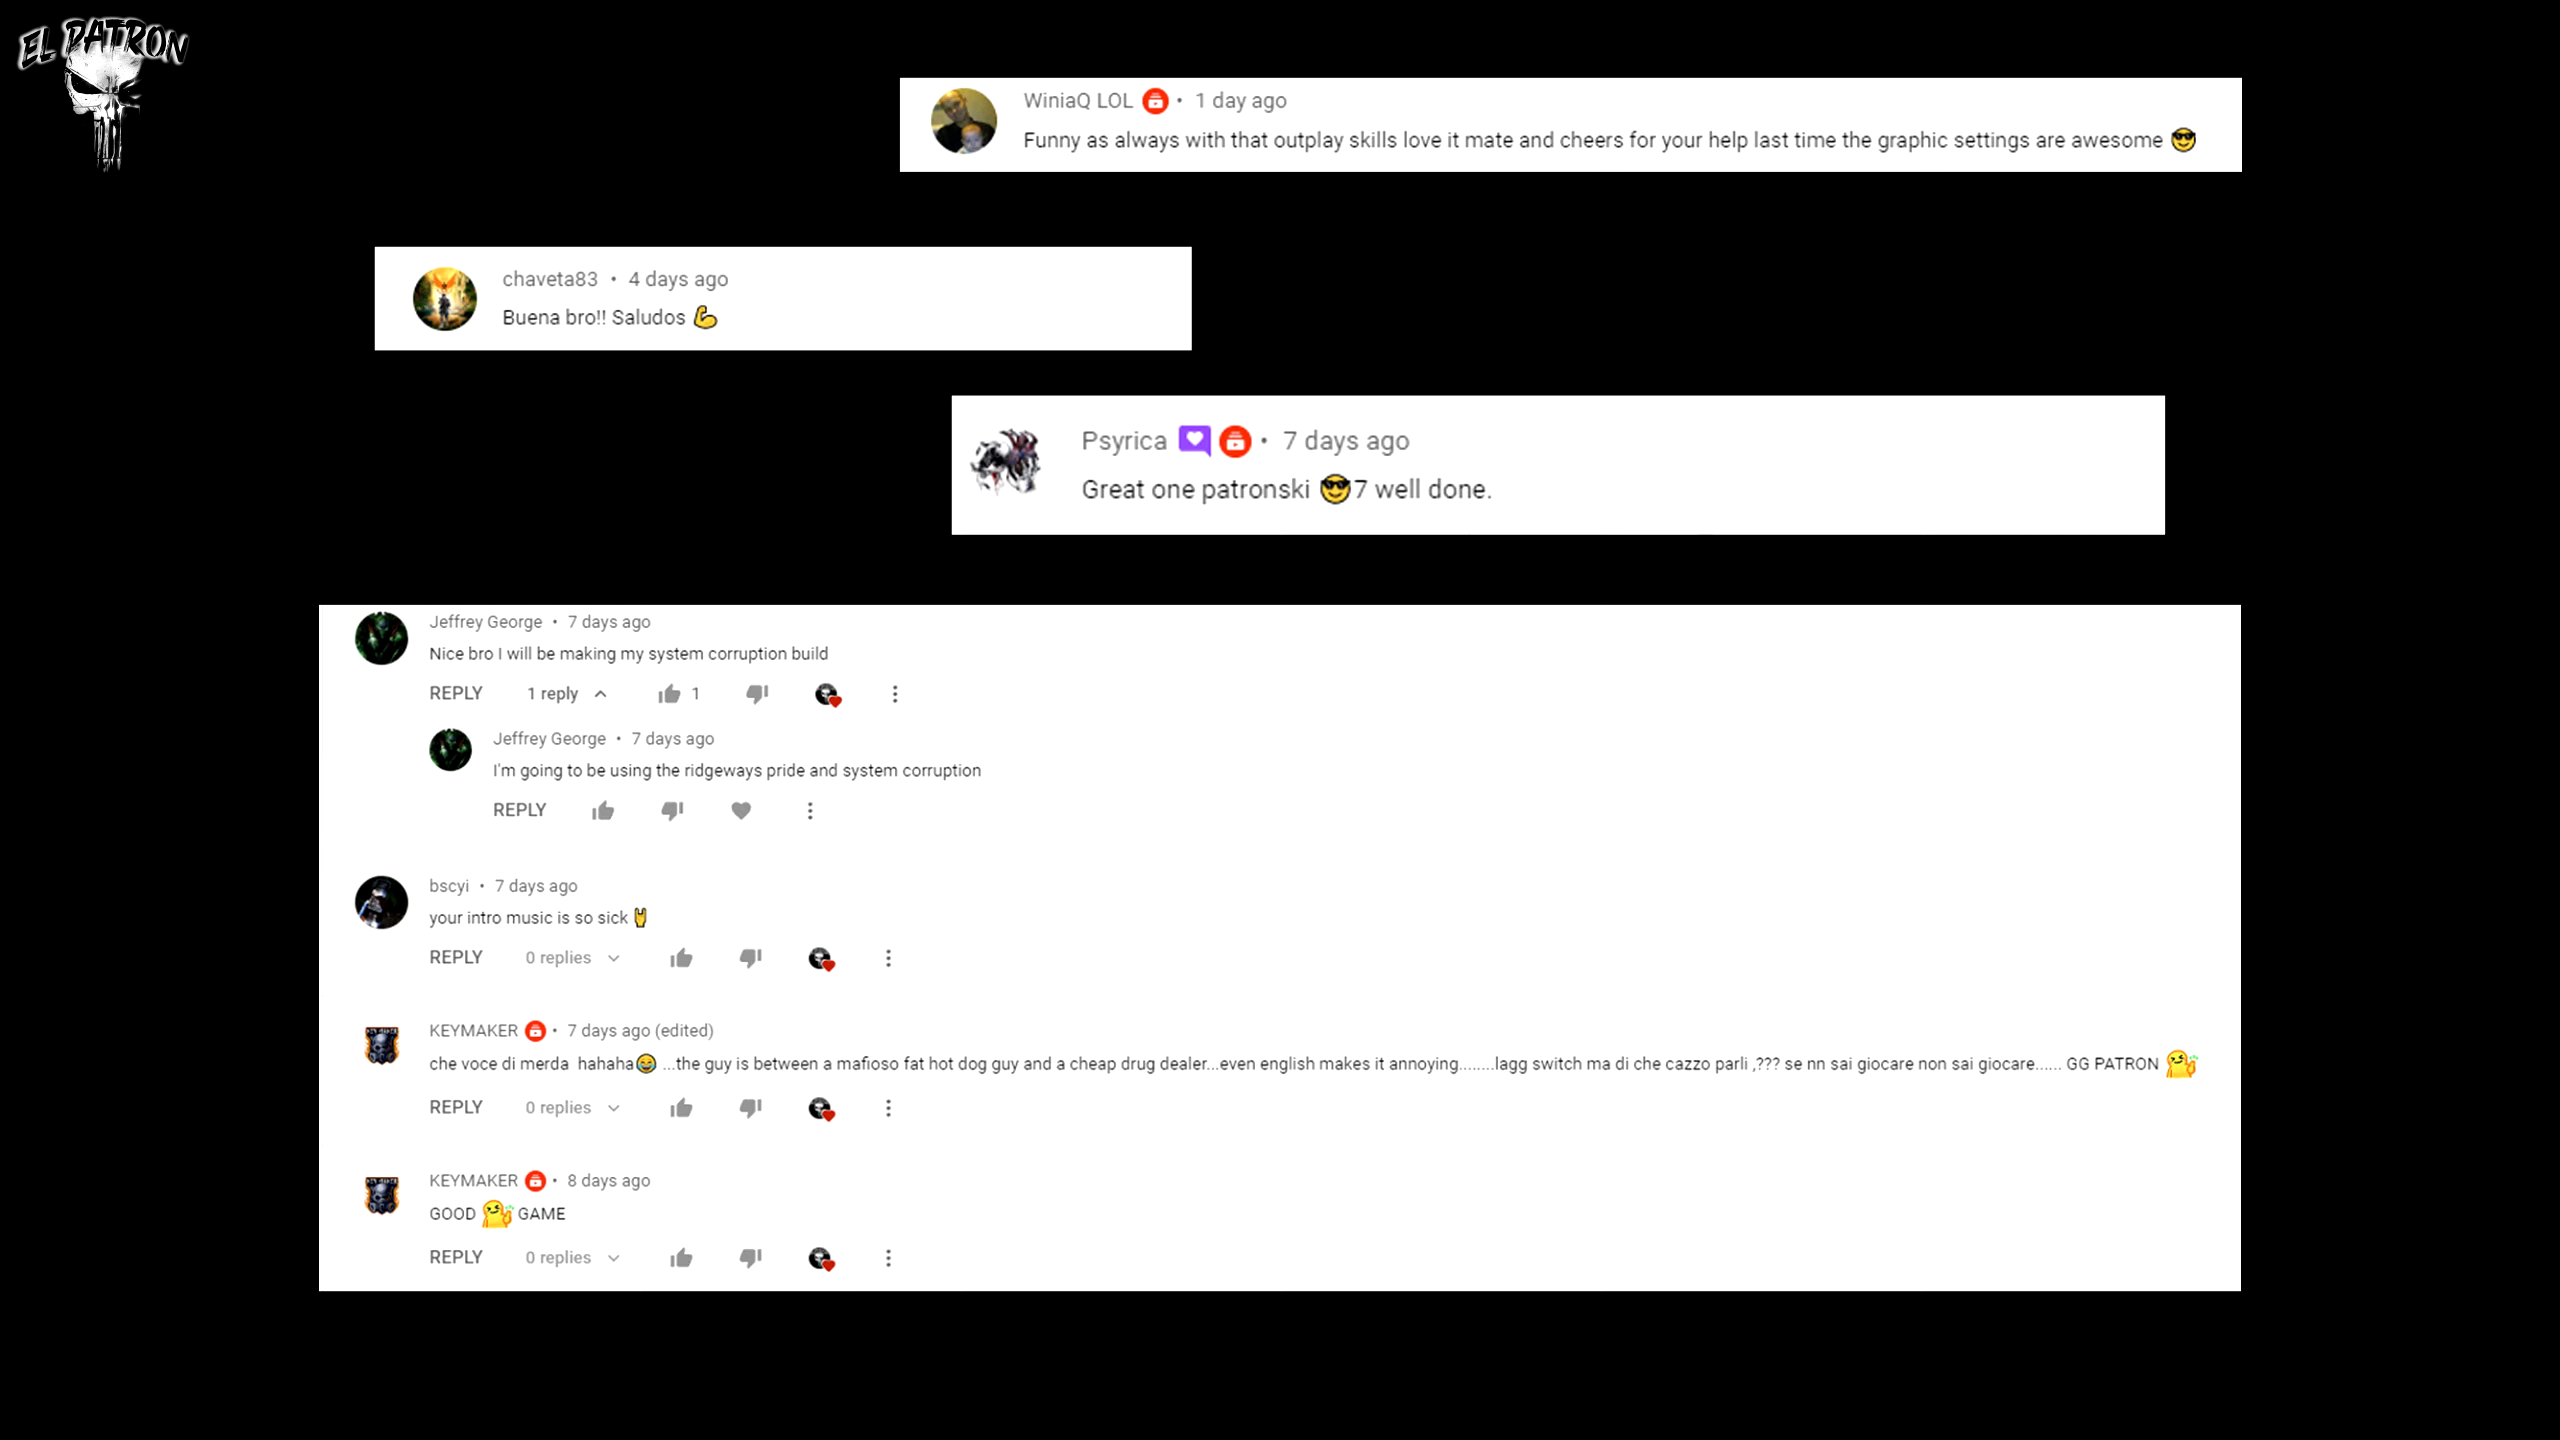 EL PATRON
WiniaQ LOL • 1 day ago
Funny as always with that outplay skills love it mate and cheers for your help last time the graphic settings are awesome 😎
chaveta83 • 4 days ago
Buena bro!! Saludos 💪
Psyrica • 7 days ago
Great one patronski 😎7 well done.
Jeffrey George • 7 days ago
Nice bro I will be making my system corruption build
REPLY 1 reply 1
Jeffrey George • 7 days ago
I'm going to be using the ridgeways pride and system corruption
REPLY
bscyi • 7 days ago
your intro music is so sick 🤘
REPLY 0 replies
KEYMAKER • 7 days ago (edited)
che voce di merda hahaha😂 ...the guy is between a mafioso fat hot dog guy and a cheap drug dealer...even english makes it annoying........lagg switch ma di che cazzo parli ,??? se nn sai giocare non sai giocare...... GG PATRON
REPLY 0 replies
KEYMAKER • 8 days ago
GOOD GAME
REPLY 0 replies